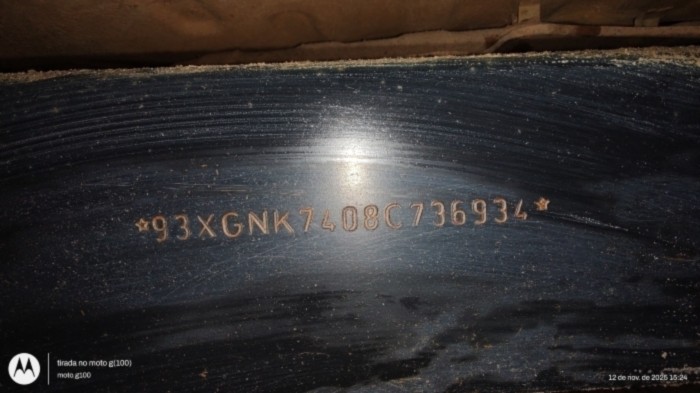 *93XGNK7408C736934*
tirada no moto g(100)
moto g100
12 de nov. de 2025 15:24